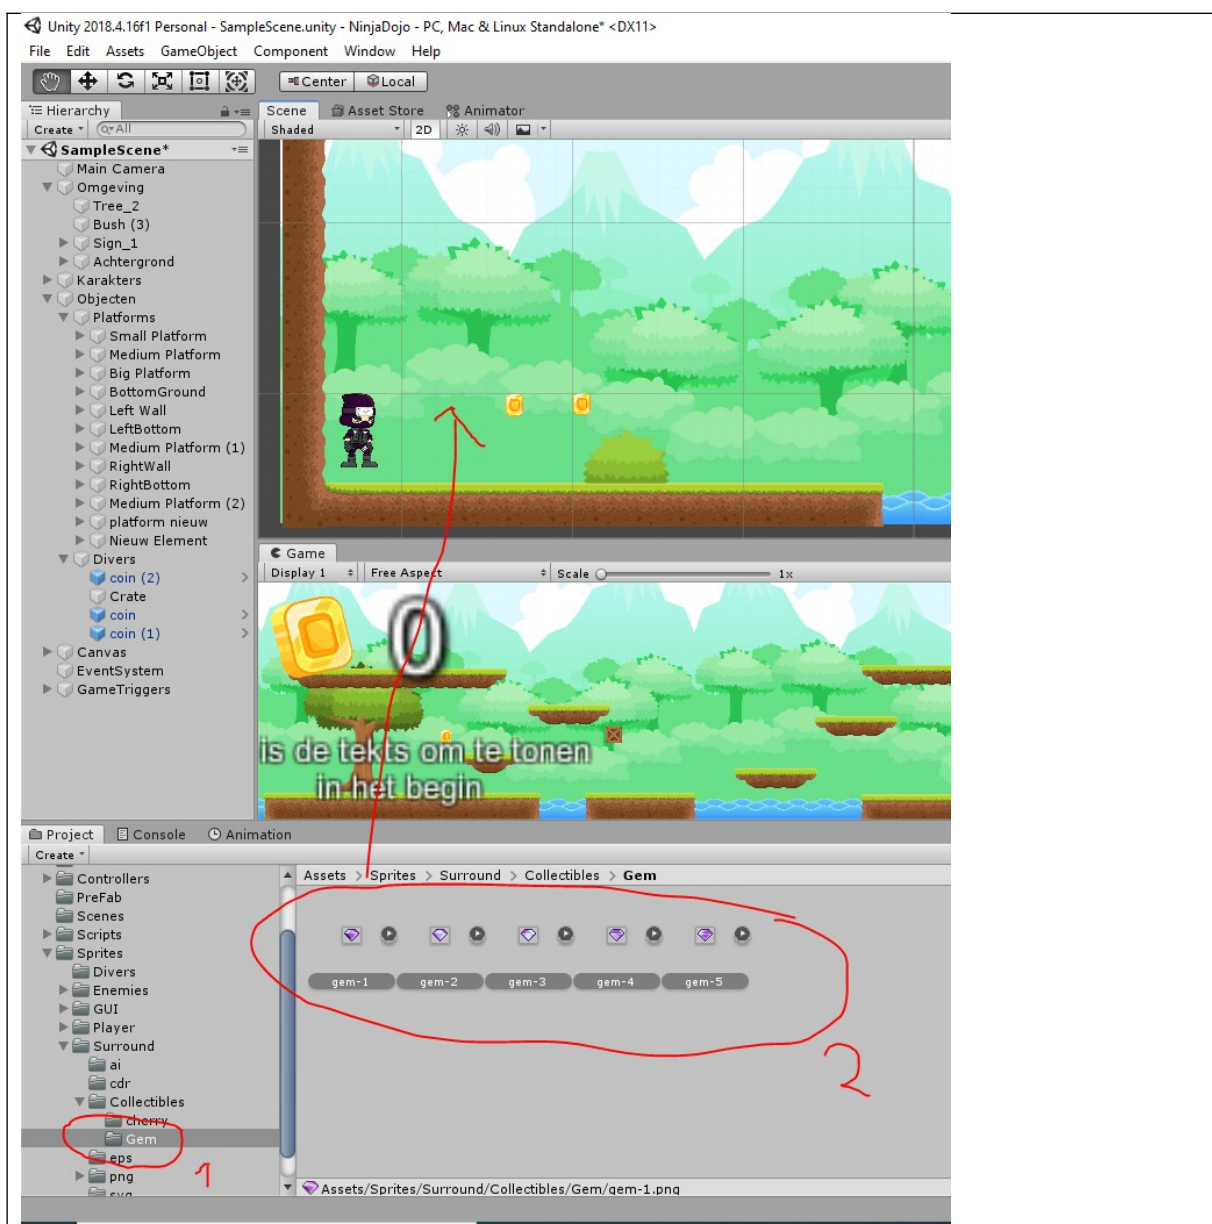 Unity 2018.4.16f1 Personal - SampleScene.unity - NinjaDojo - PC, Mac & Linux Standalone* <DX11>
File Edit Assets GameObject Component Window Help
Center Local
Hierarchy
Create All
SampleScene*
Main Camera
Omgeving
Tree_2
Bush (3)
Sign_1
Achtergrond
Karakters
Objecten
Platforms
Small Platform
Medium Platform
Big Platform
BottomGround
Left Wall
LeftBottom
Medium Platform (1)
RightWall
RightBottom
Medium Platform (2)
platform nieuw
Nieuw Element
Divers
coin (2)
Crate
coin
coin (1)
Canvas
EventSystem
GameTriggers
Scene Asset Store Animator
Shaded 2D
Game
Display 1 Free Aspect Scale 1x
0
is de tekts om te tonen
in het begin
Project Console Animation
Create
Controllers
PreFab
Scenes
Scripts
Sprites
Divers
Enemies
GUI
Player
Surround
ai
cdr
Collectibles
cherry
Gem
eps
png
svg
1
Assets > Sprites > Surround > Collectibles > Gem
gem-1 gem-2 gem-3 gem-4 gem-5
2
Assets/Sprites/Surround/Collectibles/Gem/gem-1.png